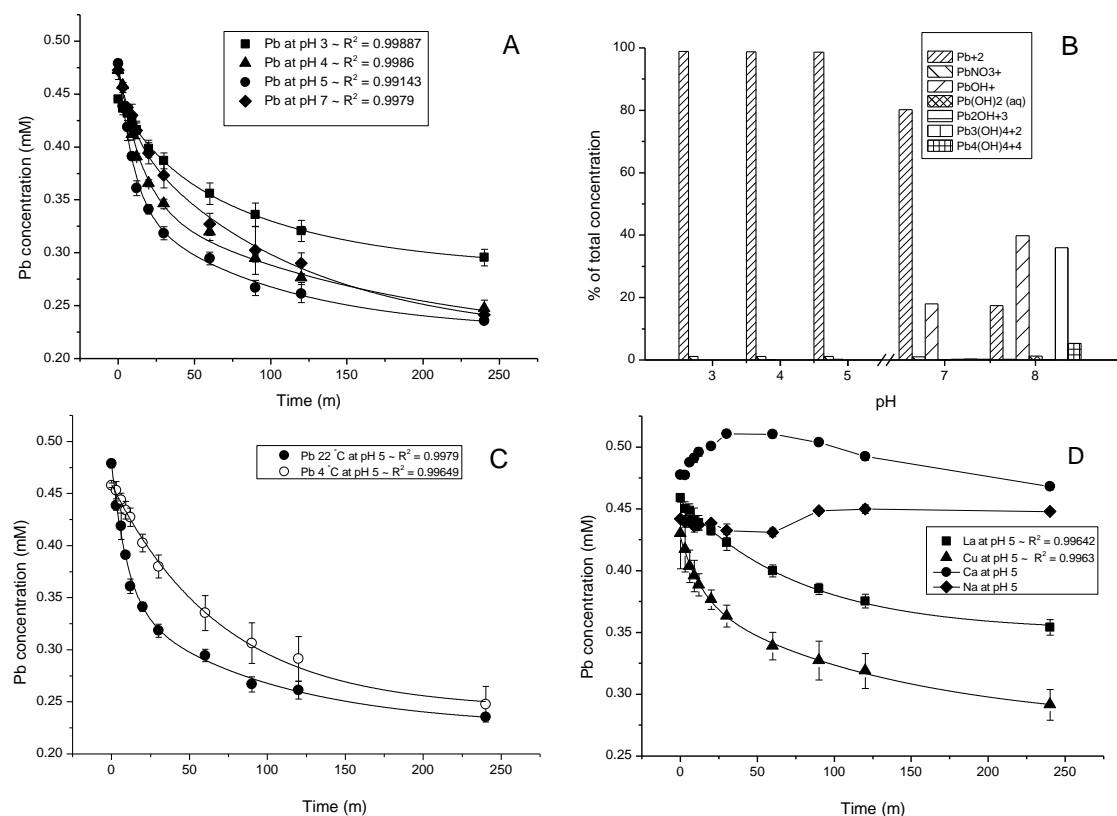 A
Pb at pH 3 ~ R² = 0.99887
Pb at pH 4 ~ R² = 0.9986
Pb at pH 5 ~ R² = 0.99143
Pb at pH 7 ~ R² = 0.9979
Pb concentration (mM)
0.50
0.45
0.40
0.35
0.30
0.25
0.20
0 50 100 150 200 250
Time (m)
B
Pb+2
PbNO3+
PbOH+
Pb(OH)2 (aq)
Pb2OH+3
Pb3(OH)4+2
Pb4(OH)4+4
% of total concentration
100
80
60
40
20
0
3 4 5 7 8
pH
C
Pb 22 °C at pH 5 ~ R² = 0.9979
Pb 4 °C at pH 5 ~ R² = 0.99649
Pb concentration (mM)
0.50
0.45
0.40
0.35
0.30
0.25
0.20
0 50 100 150 200 250
Time (m)
D
La at pH 5 ~ R² = 0.99642
Cu at pH 5 ~ R² = 0.9963
Ca at pH 5
Na at pH 5
Pb concentration (mM)
0.50
0.45
0.40
0.35
0.30
0.25
0 50 100 150 200 250
Time (m)